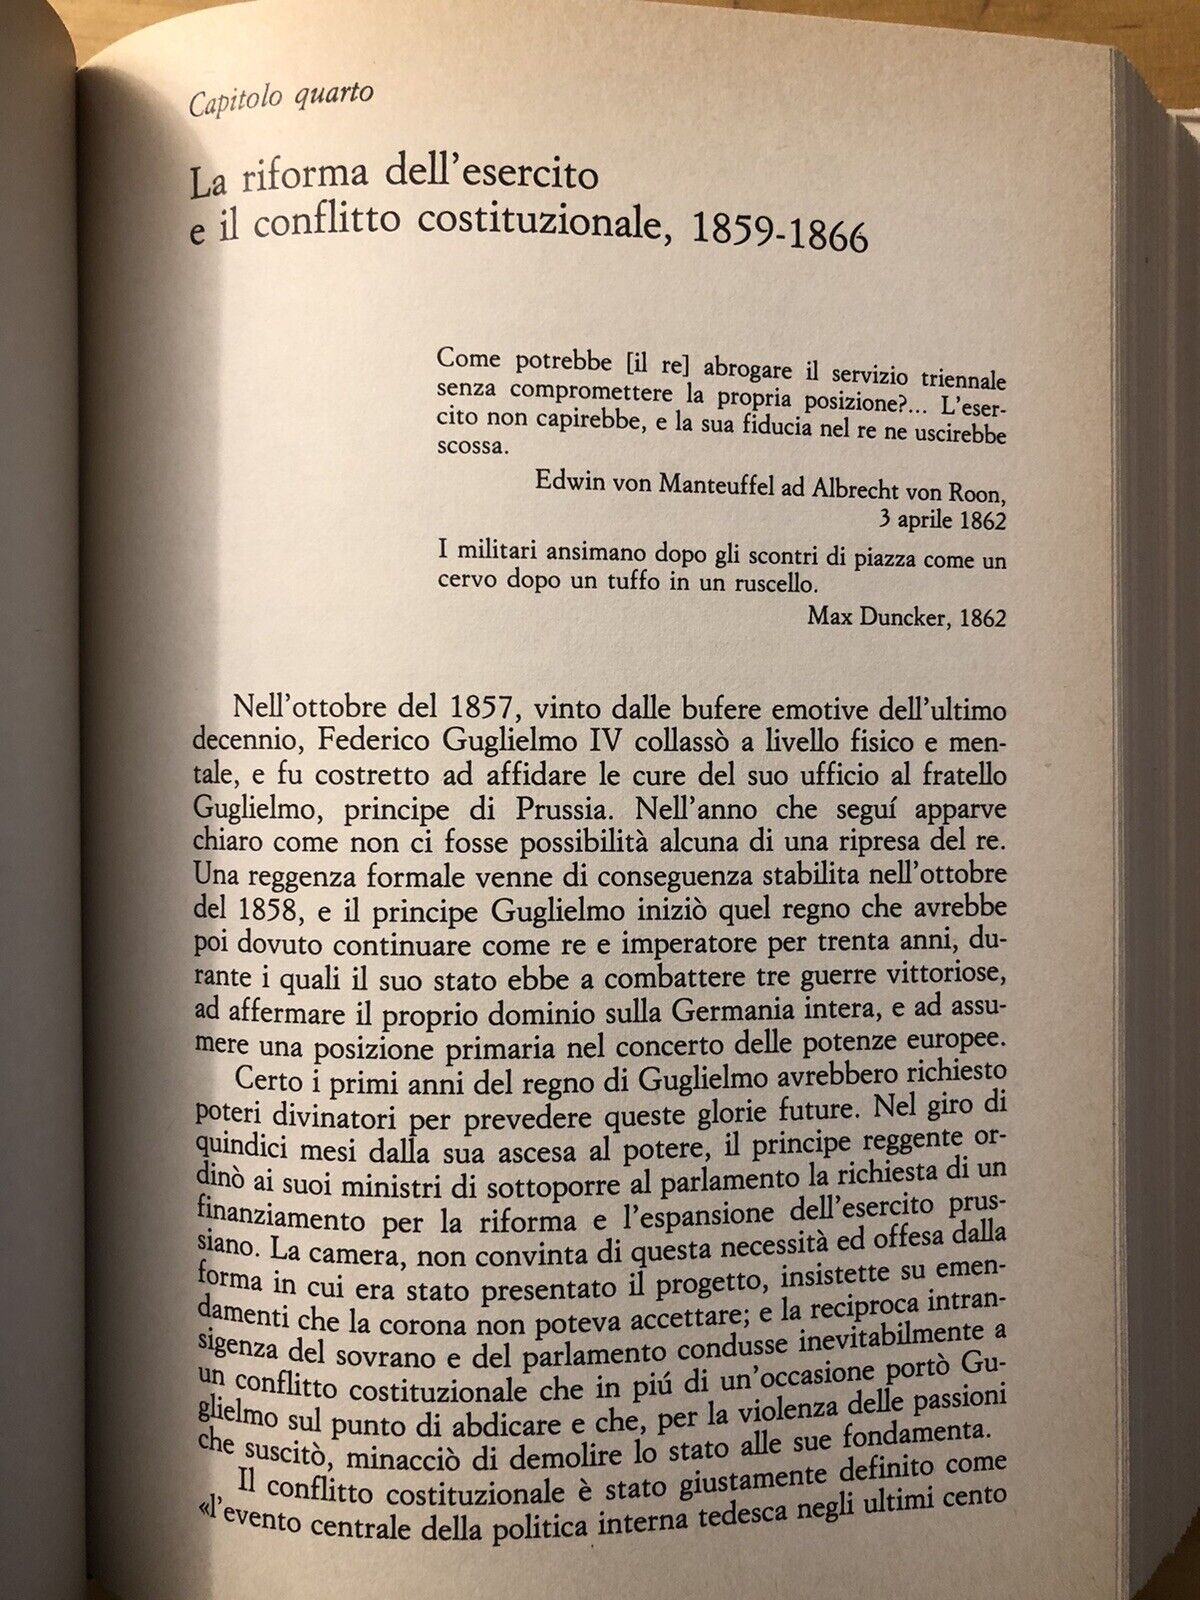 Capitolo quarto
La riforma dell'esercito
e il conflitto costituzionale, 1859-1866
Come potrebbe [il re] abrogare il servizio triennale
senza compromettere la propria posizione?... L'eser-
cito non capirebbe, e la sua fiducia nel re ne uscirebbe
scossa.
Edwin von Manteuffel ad Albrecht von Roon,
3 aprile 1862
I militari ansimano dopo gli scontri di piazza come un
cervo dopo un tuffo in un ruscello.
Max Duncker, 1862
Nell'ottobre del 1857, vinto dalle bufere emotive dell'ultimo
decennio, Federico Guglielmo IV collassò a livello fisico e men-
tale, e fu costretto ad affidare le cure del suo ufficio al fratello
Guglielmo, principe di Prussia. Nell'anno che seguí apparve
chiaro come non ci fosse possibilità alcuna di una ripresa del re.
Una reggenza formale venne di conseguenza stabilita nell'ottobre
del 1858, e il principe Guglielmo iniziò quel regno che avrebbe
poi dovuto continuare come re e imperatore per trenta anni, du-
rante i quali il suo stato ebbe a combattere tre guerre vittoriose,
ad affermare il proprio dominio sulla Germania intera, e ad assu-
mere una posizione primaria nel concerto delle potenze europee.
Certo i primi anni del regno di Guglielmo avrebbero richiesto
poteri divinatori per prevedere queste glorie future. Nel giro di
quindici mesi dalla sua ascesa al potere, il principe reggente or-
dinò ai suoi ministri di sottoporre al parlamento la richiesta di un
finanziamento per la riforma e l'espansione dell'esercito prus-
siano. La camera, non convinta di questa necessità ed offesa dalla
forma in cui era stato presentato il progetto, insistette su emen-
damenti che la corona non poteva accettare; e la reciproca intran-
sigenza del sovrano e del parlamento condusse inevitabilmente a
un conflitto costituzionale che in piú di un'occasione portò Gu-
glielmo sul punto di abdicare e che, per la violenza delle passioni
che suscitò, minacciò di demolire lo stato alle sue fondamenta.
Il conflitto costituzionale è stato giustamente definito come
«l'evento centrale della politica interna tedesca negli ultimi cento